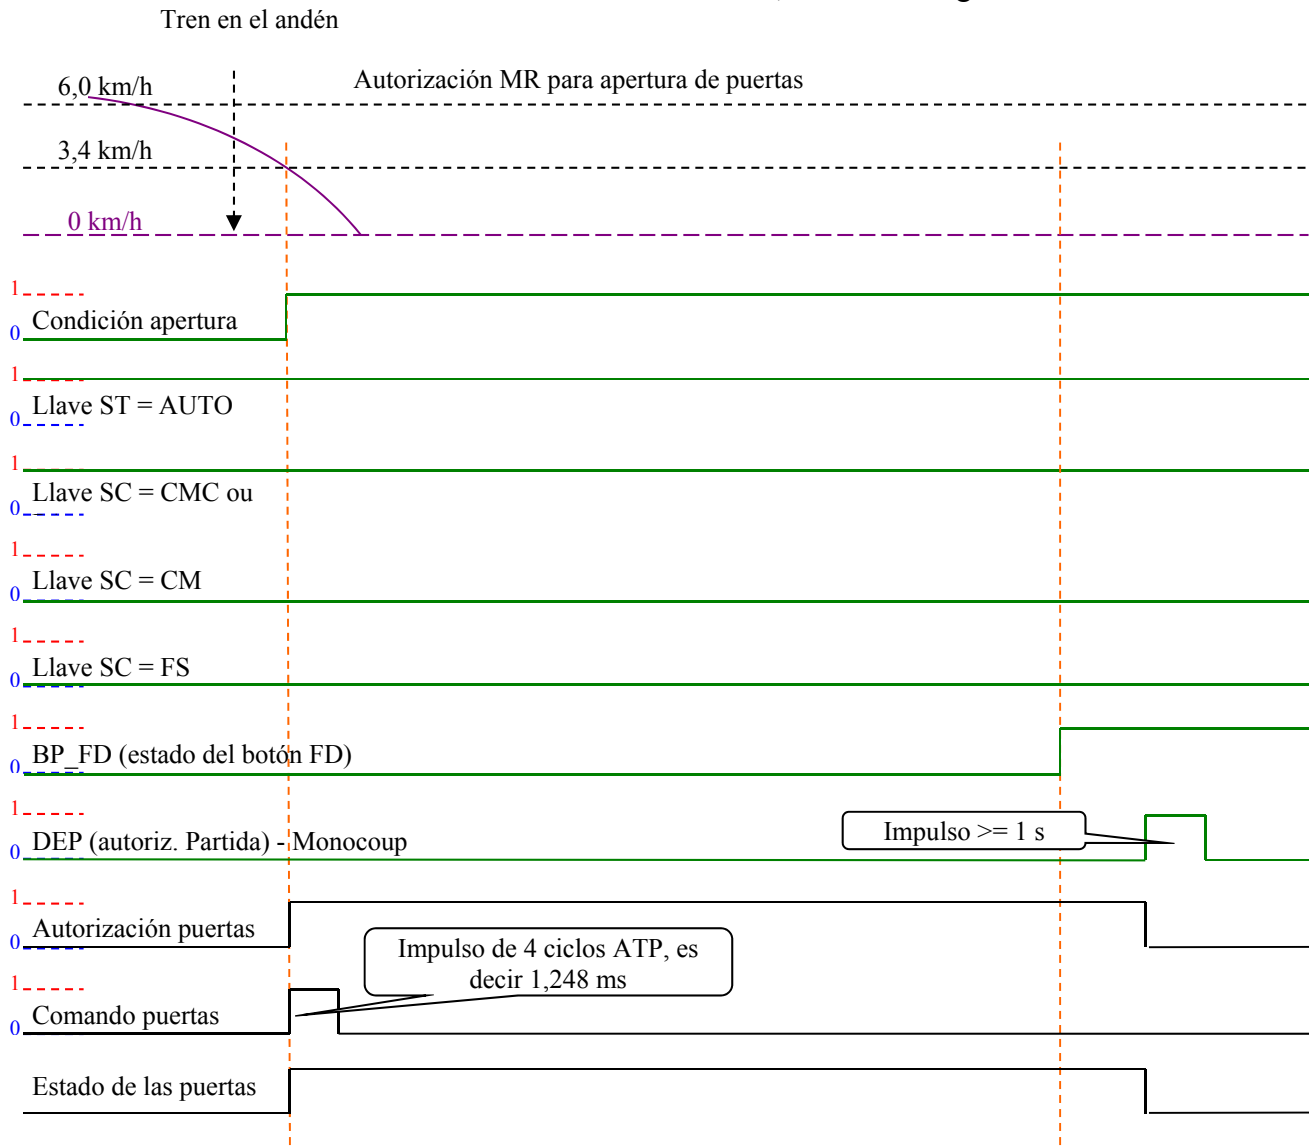 Tren en el andén
6,0 km/h
Autorización MR para apertura de puertas
3,4 km/h
0 km/h
1
Condición apertura
0
1
Llave ST = AUTO
0
1
Llave SC = CMC ou
0
1
Llave SC = CM
0
1
Llave SC = FS
0
1
BP_FD (estado del botón FD)
0
1
Impulso >= 1 s
DEP (autoriz. Partida) - Monocoup
0
1
Autorización puertas
0
Impulso de 4 ciclos ATP, es
decir 1,248 ms
1
Comando puertas
0
Estado de las puertas